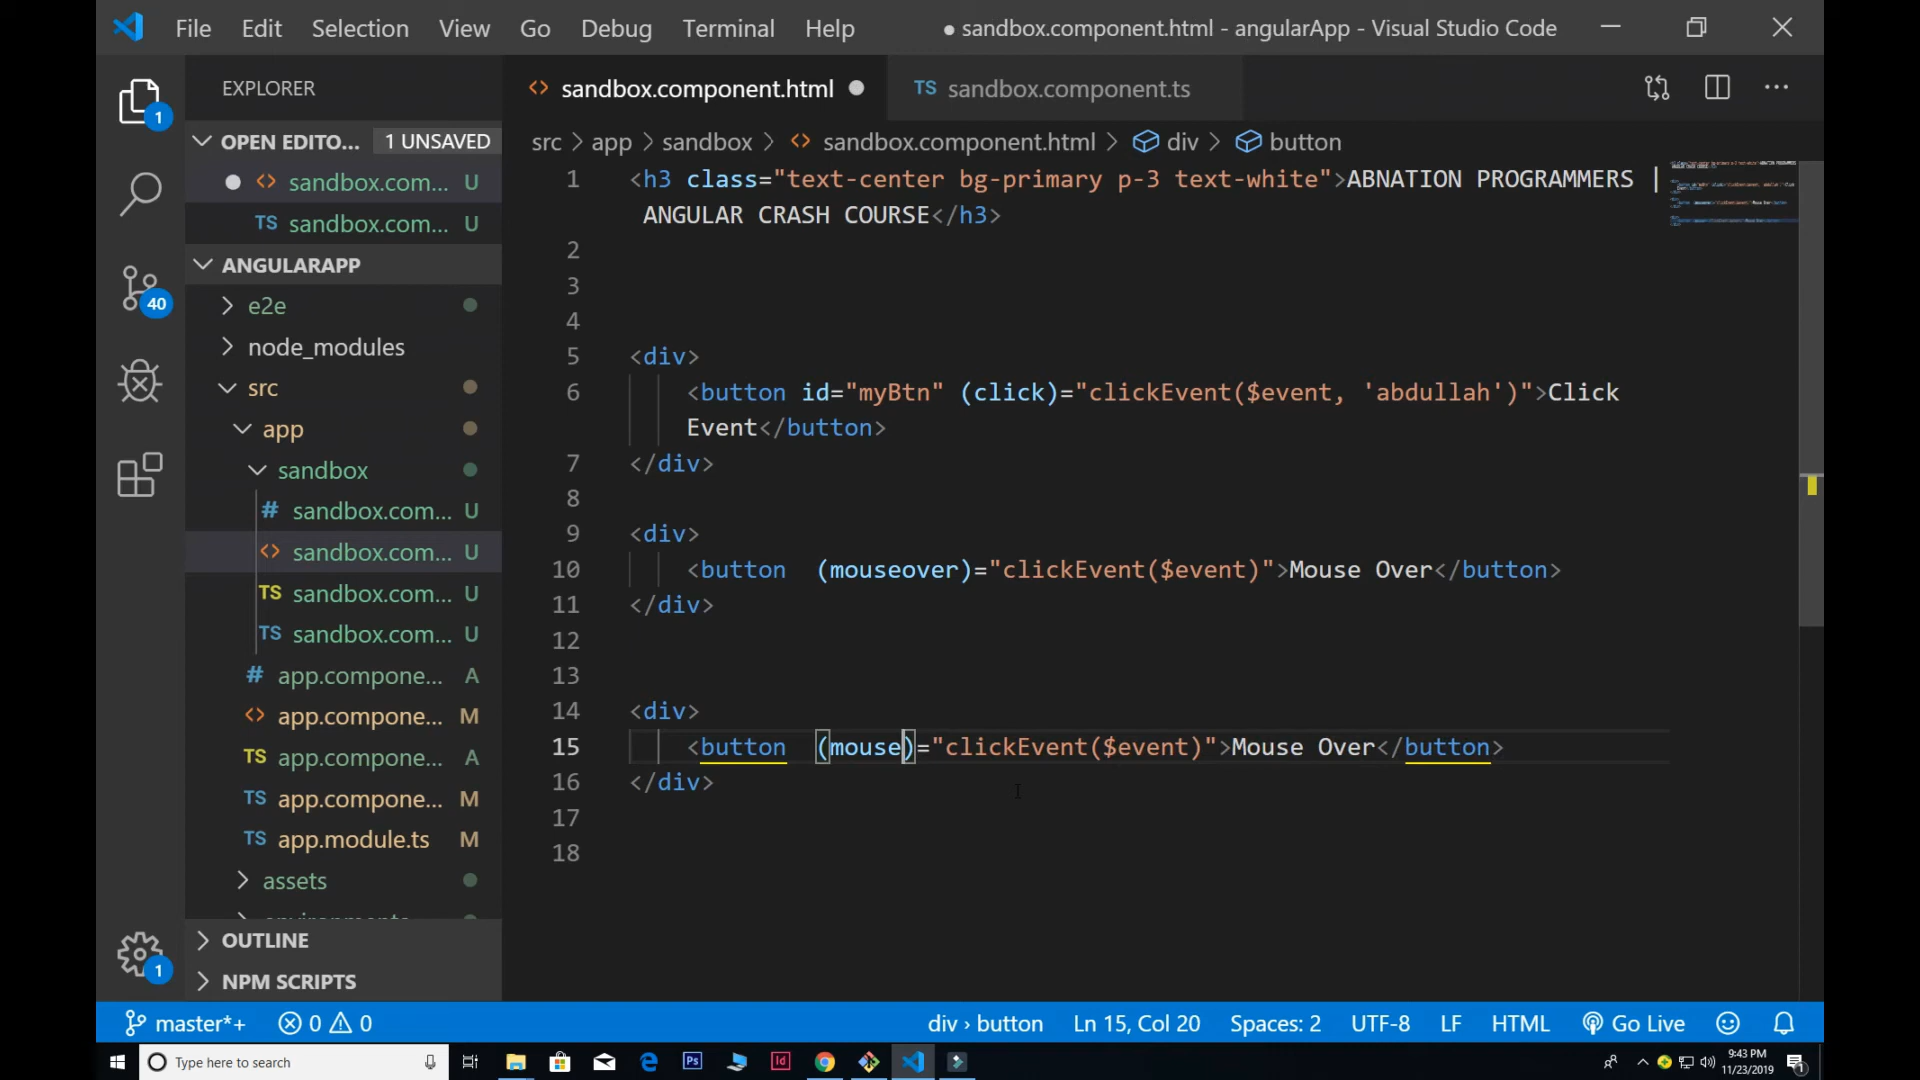 File Edit Selection View Go Debug Terminal Help ● sandbox.component.html - angularApp - Visual Studio Code
EXPLORER
<> sandbox.component.html ● TS sandbox.component.ts
OPEN EDITO... 1 UNSAVED
src > app > sandbox > <> sandbox.component.html > div > button
● <> sandbox.com... U
TS sandbox.com... U
ANGULARAPP
e2e
node_modules
src
app
sandbox
# sandbox.com... U
<> sandbox.com... U
TS sandbox.com... U
TS sandbox.com... U
# app.compone... A
<> app.compone... M
TS app.compone... A
TS app.compone... M
TS app.module.ts M
assets
OUTLINE
NPM SCRIPTS
1
40
1
1 <h3 class="text-center bg-primary p-3 text-white">ABNATION PROGRAMMERS |
ANGULAR CRASH COURSE</h3>
2
3
4
5 <div>
6 <button id="myBtn" (click)="clickEvent($event, 'abdullah')">Click
Event</button>
7 </div>
8
9 <div>
10 <button  (mouseover)="clickEvent($event)">Mouse Over</button>
11 </div>
12
13
14 <div>
15 <button  (mouse)="clickEvent($event)">Mouse Over</button>
16 </div>
17
18
master*+ 0 0 div › button Ln 15, Col 20 Spaces: 2 UTF-8 LF HTML Go Live
Type here to search Ps Id 9:43 PM
11/23/2019